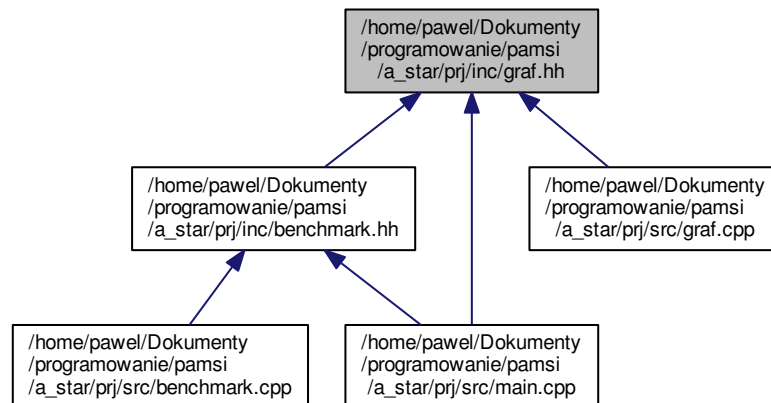 /home/pawel/Dokumenty
/programowanie/pamsi
/a_star/prj/inc/graf.hh
/home/pawel/Dokumenty
/programowanie/pamsi
/a_star/prj/inc/benchmark.hh
/home/pawel/Dokumenty
/programowanie/pamsi
/a_star/prj/src/graf.cpp
/home/pawel/Dokumenty
/programowanie/pamsi
/a_star/prj/src/benchmark.cpp
/home/pawel/Dokumenty
/programowanie/pamsi
/a_star/prj/src/main.cpp